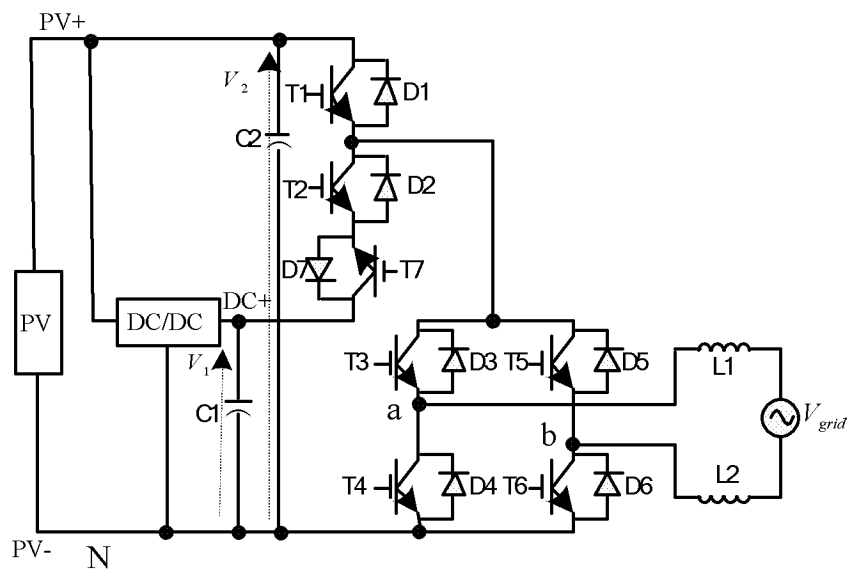 PV+
V2
T1
D1
C2
T2
D2
D7
T7
PV
DC/DC
DC+
V1
C1
T3
D3
T5
D5
L1
a
b
Vgrid
T4
D4
T6
D6
L2
PV-
N